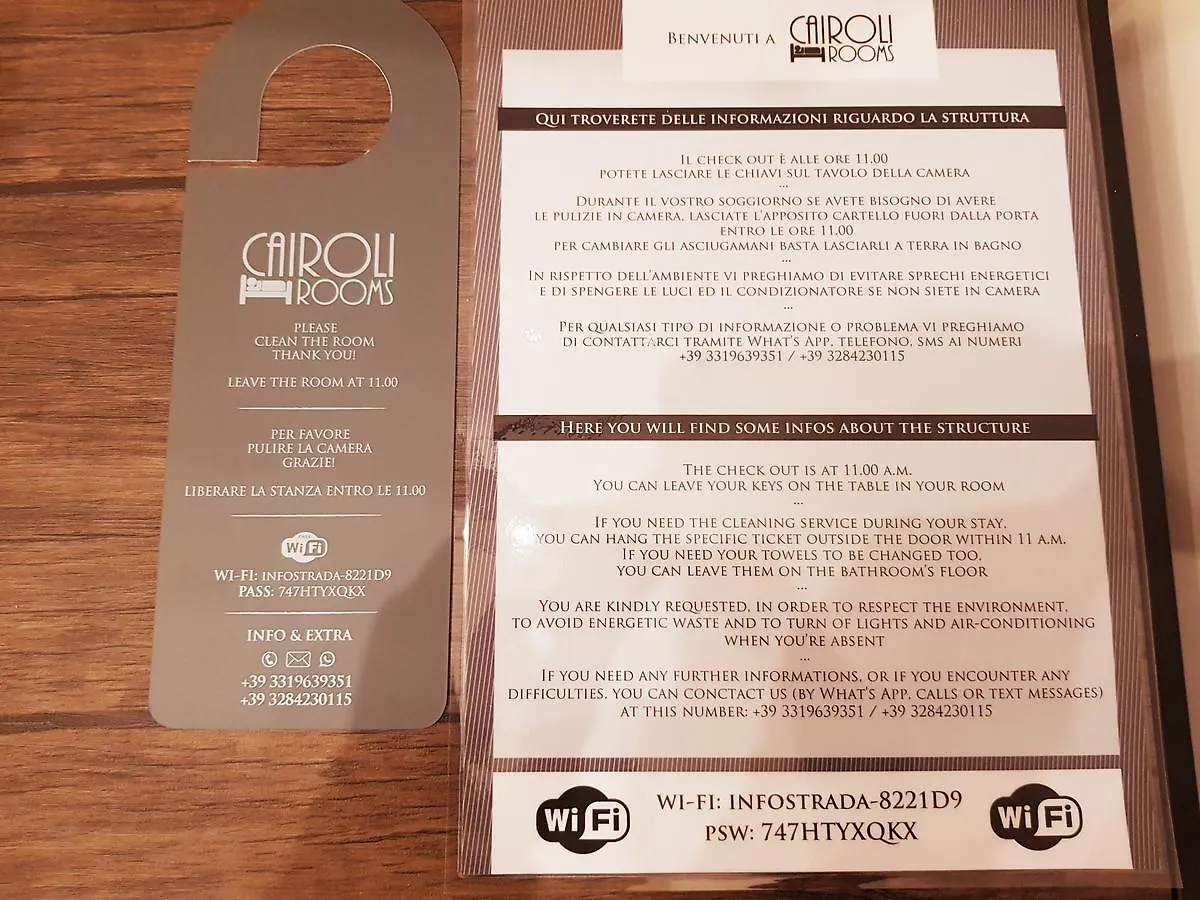 CAIROLI
ROOMS
PLEASE
CLEAN THE ROOM
THANK YOU!
LEAVE THE ROOM AT 11.00
PER FAVORE
PULIRE LA CAMERA
GRAZIE!
LIBERARE LA STANZA ENTRO LE 11.00
FREE
Wi Fi
WI-FI: INFOSTRADA-8221D9
PASS: 747HTYXQKX
INFO & EXTRA
+39 3319639351
+39 3284230115
BENVENUTI A CAIROLI
ROOMS
QUI TROVERETE DELLE INFORMAZIONI RIGUARDO LA STRUTTURA
IL CHECK OUT È ALLE ORE 11.00
POTETE LASCIARE LE CHIAVI SUL TAVOLO DELLA CAMERA
...
DURANTE IL VOSTRO SOGGIORNO SE AVETE BISOGNO DI AVERE
LE PULIZIE IN CAMERA, LASCIATE L'APPOSITO CARTELLO FUORI DALLA PORTA
ENTRO LE ORE 11.00
PER CAMBIARE GLI ASCIUGAMANI BASTA LASCIARLI A TERRA IN BAGNO
...
IN RISPETTO DELL'AMBIENTE VI PREGHIAMO DI EVITARE SPRECHI ENERGETICI
E DI SPENGERE LE LUCI ED IL CONDIZIONATORE SE NON SIETE IN CAMERA
...
PER QUALSIASI TIPO DI INFORMAZIONE O PROBLEMA VI PREGHIAMO
DI CONTATTARCI TRAMITE WHAT'S APP, TELEFONO, SMS AI NUMERI
+39 3319639351 / +39 3284230115
HERE YOU WILL FIND SOME INFOS ABOUT THE STRUCTURE
THE CHECK OUT IS AT 11.00 A.M.
YOU CAN LEAVE YOUR KEYS ON THE TABLE IN YOUR ROOM
...
IF YOU NEED THE CLEANING SERVICE DURING YOUR STAY,
YOU CAN HANG THE SPECIFIC TICKET OUTSIDE THE DOOR WITHIN 11 A.M.
IF YOU NEED YOUR TOWELS TO BE CHANGED TOO,
YOU CAN LEAVE THEM ON THE BATHROOM'S FLOOR
...
YOU ARE KINDLY REQUESTED, IN ORDER TO RESPECT THE ENVIRONMENT,
TO AVOID ENERGETIC WASTE AND TO TURN OF LIGHTS AND AIR-CONDITIONING
WHEN YOU'RE ABSENT
...
IF YOU NEED ANY FURTHER INFORMATIONS, OR IF YOU ENCOUNTER ANY
DIFFICULTIES, YOU CAN CONCTACT US (BY WHAT'S APP, CALLS OR TEXT MESSAGES)
AT THIS NUMBER: +39 3319639351 / +39 3284230115
Wi Fi
WI-FI: INFOSTRADA-8221D9
PSW: 747HTYXQKX
Wi Fi